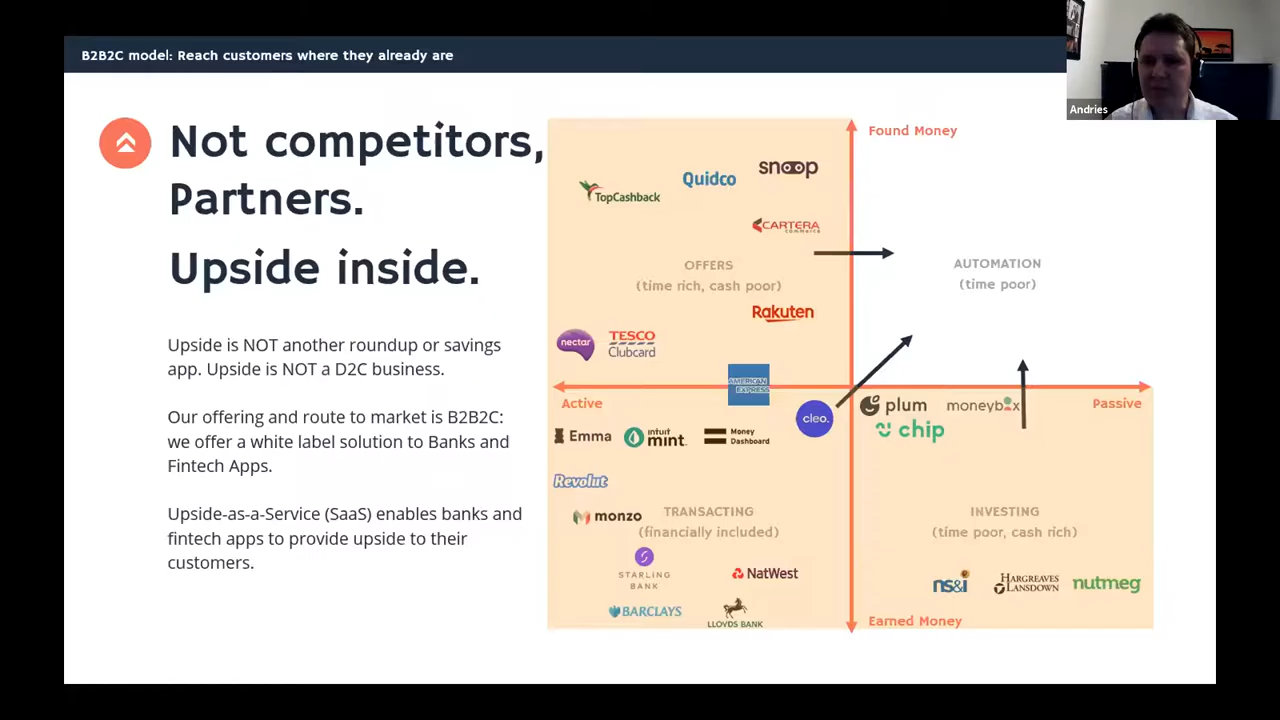 B2B2C model: Reach customers where they already are
Andries
Not competitors,
Partners.
Upside inside.
Upside is NOT another roundup or savings
app. Upside is NOT a D2C business.
Our offering and route to market is B2B2C:
we offer a white label solution to Banks and
Fintech Apps.
Upside-as-a-Service (SaaS) enables banks and
fintech apps to provide upside to their
customers.
Found Money
TopCashback
Quidco
snoop
CARTERA
commerce
OFFERS
(time rich, cash poor)
AUTOMATION
(time poor)
Rakuten
nectar
TESCO
Clubcard
AMERICAN
EXPRESS
Active
Passive
cleo.
plum
moneybox
chip
Emma
intuit
mint.
Money
Dashboard
Revolut
monzo
TRANSACTING
(financially included)
INVESTING
(time poor, cash rich)
STARLING
BANK
NatWest
BARCLAYS
LLOYDS BANK
ns&i
HARGREAVES
LANSDOWN
nutmeg
Earned Money